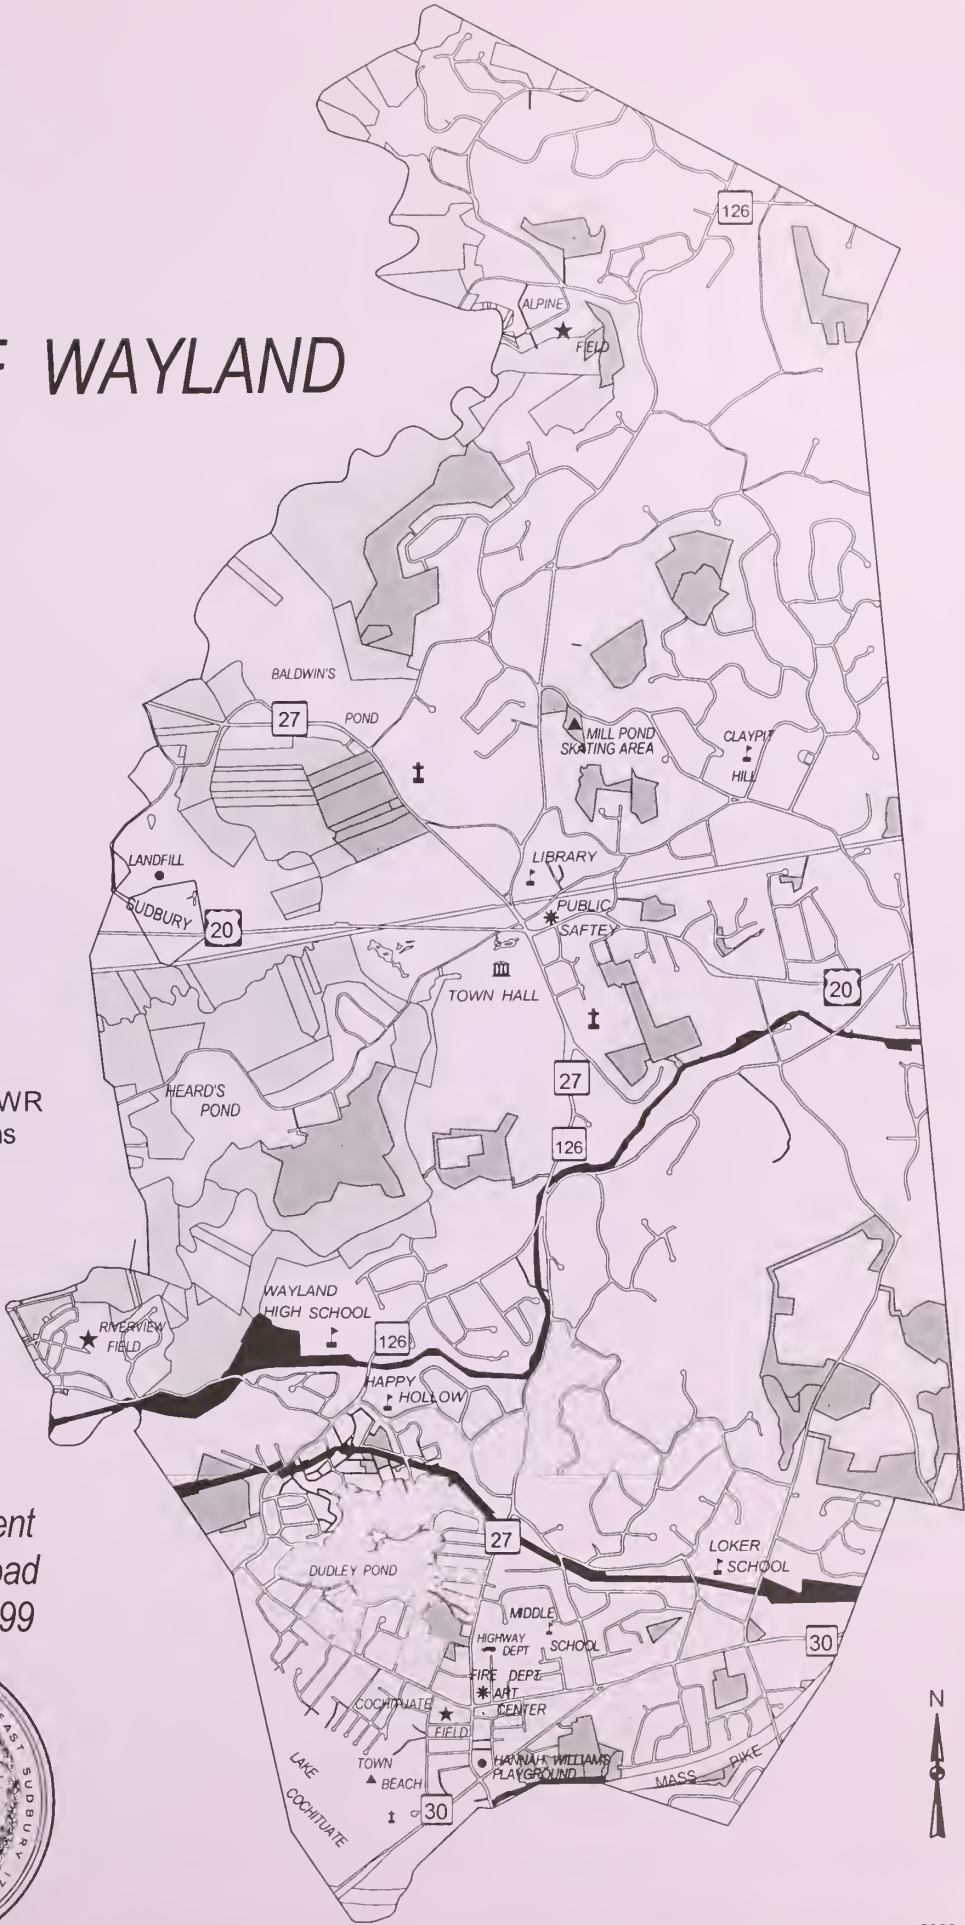 126
ALPINE
FIELD
F WAYLAND
BALDWIN'S
27
POND
MILL POND
SKATING AREA
CLAYPIT
HILL
LANDFILL
LIBRARY
SUDBURY
20
PUBLIC
SAFTEY
TOWN HALL
20
27
HEARD'S
POND
WR
ns
126
WAYLAND
HIGH SCHOOL
RIVERVIEW
FIELD
126
HAPPY
HOLLOW
ent
oad
99
27
LOKER
SCHOOL
DUDLEY POND
MIDDLE
SCHOOL
HIGHWAY
DEPT
30
FIRE DEPT.
ART
CENTER
COCHITUATE
FIELD
N
LAKE
COCHITUATE
TOWN
BEACH
HANNAH WILLIAMS
PLAYGROUND
MASS PIKE
30
EAST SUDBURY 17